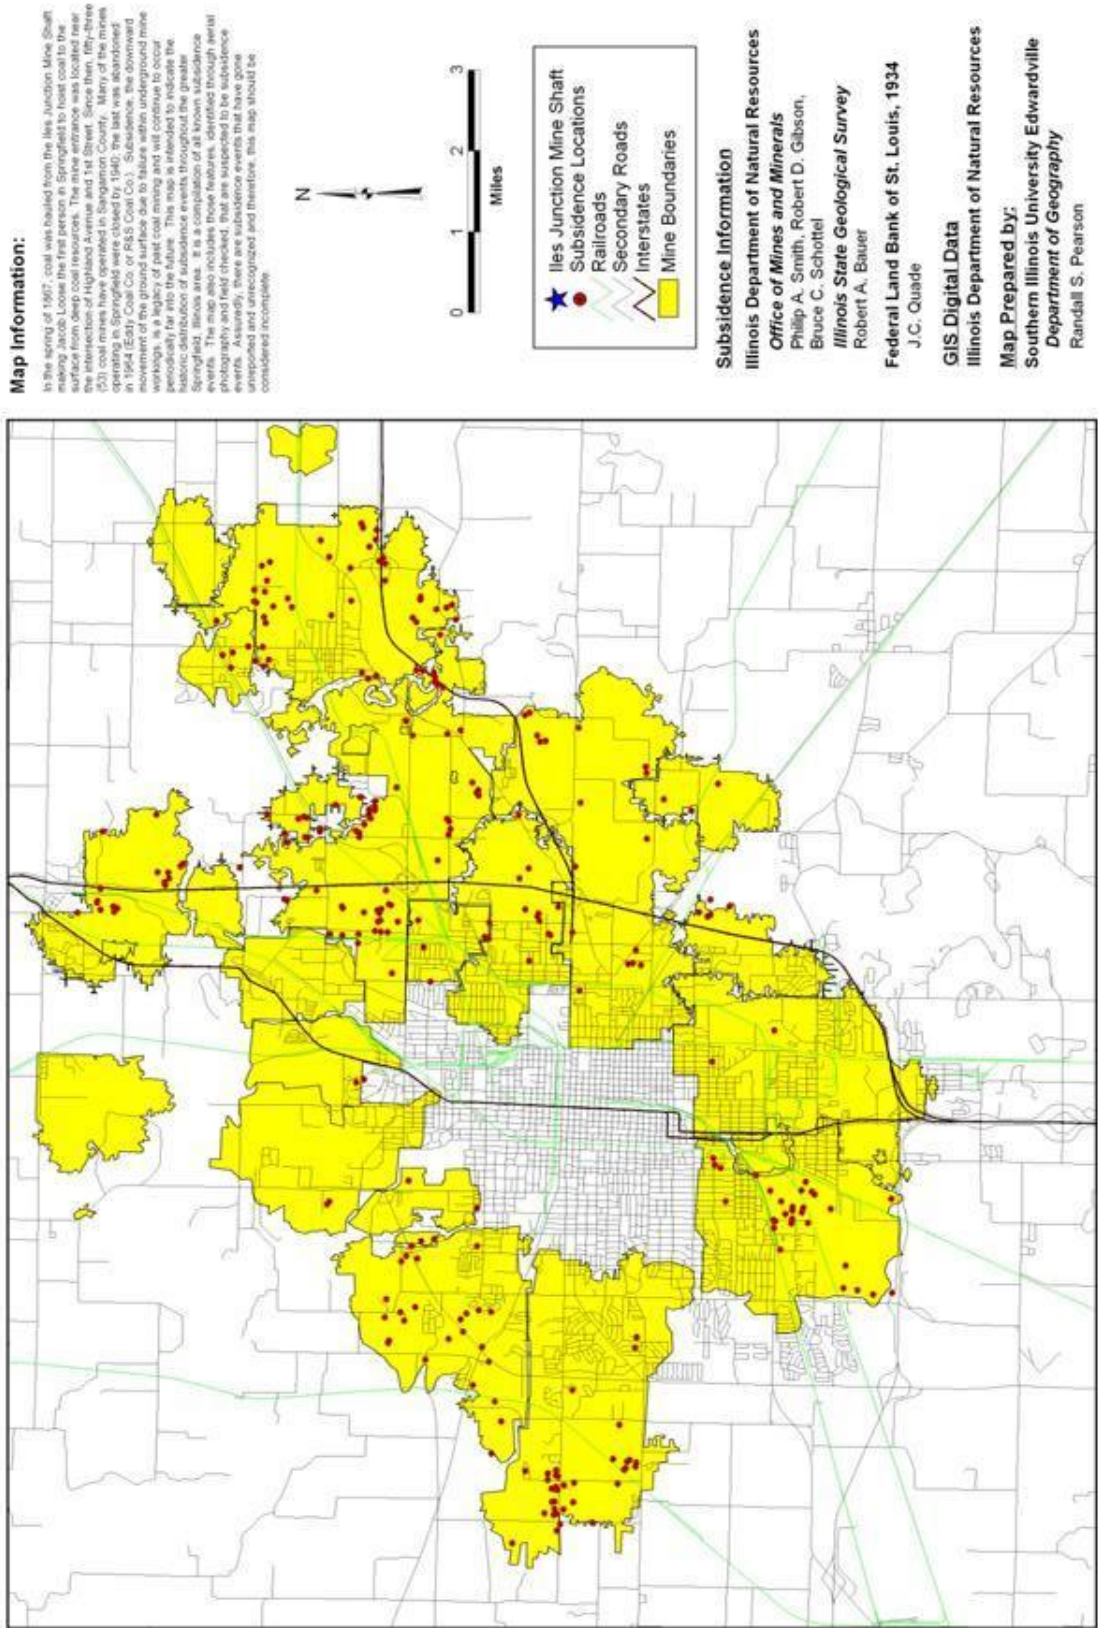 Map Information:
In the spring of 1867, coal was hauled from the Iles Junction Mine Shaft
making Jacob Loose the first person in Springfield to hoist coal to the
surface from deep coal resources. The mine entrance was located near
the intersection of Highland Avenue and 1st Street. Since then, fifty-three
(53) coal mines have operated in Sangamon County. Many of the mines
operating in Springfield were closed by 1940; the last was abandoned
in 1964 (Eddy Coal Co. or R&S Coal Co.). Subsidence, the downward
movement of the ground surface due to failure within underground mine
workings, is a legacy of past coal mining and will continue to occur
periodically far into the future. This map is intended to indicate the
historic distribution of subsidence events throughout the greater
Springfield, Illinois area. It is a compilation of all known subsidence
events. The map also includes those features, identified through aerial
photography and field checked, that are suspected to be subsidence
events. Assuredly, there are subsidence events that have gone
unreported and unrecognized and therefore, this map should be
considered incomplete.
N
0 1 2 3
Miles
Iles Junction Mine Shaft
Subsidence Locations
Railroads
Secondary Roads
Interstates
Mine Boundaries
Subsidence Information
Illinois Department of Natural Resources
Office of Mines and Minerals
Philip A. Smith, Robert D. Gibson,
Bruce C. Schottel
Illinois State Geological Survey
Robert A. Bauer
Federal Land Bank of St. Louis, 1934
J.C. Quade
GIS Digital Data
Illinois Department of Natural Resources
Map Prepared by:
Southern Illinois University Edwardville
Department of Geography
Randall S. Pearson